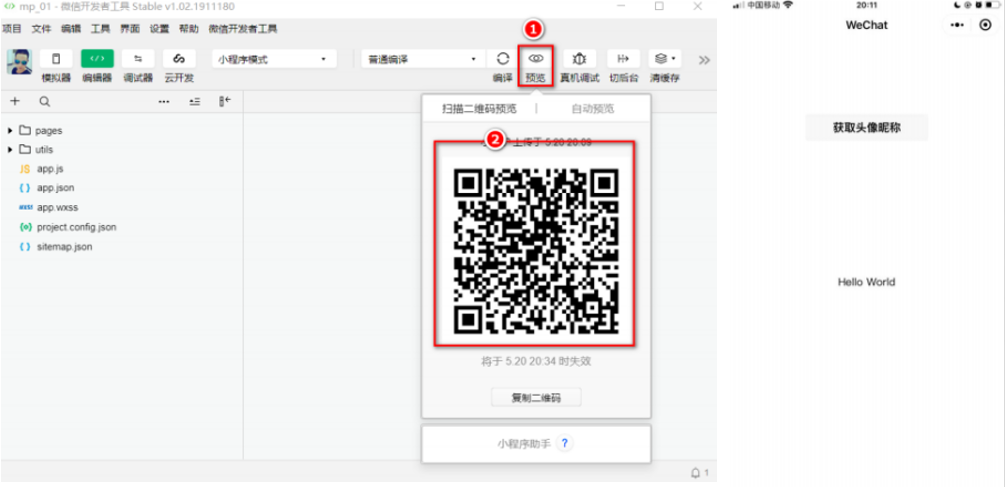 mp_01 - 微信开发者工具 Stable v1.02.1911180
项目 文件 编辑 工具 界面 设置 帮助 微信开发者工具
1
小程序模式
普通编译
模拟器 编辑器 调试器 云开发
编译 预览 真机调试 切后台 清缓存
扫描二维码预览 自动预览
2
上传于 5.20 20:09
pages
utils
JS app.js
app.json
wxss app.wxss
project.config.json
sitemap.json
将于 5.20 20:34 时失效
复制二维码
小程序助手 ?
1
中国移动 20:11
WeChat
获取头像昵称
Hello World